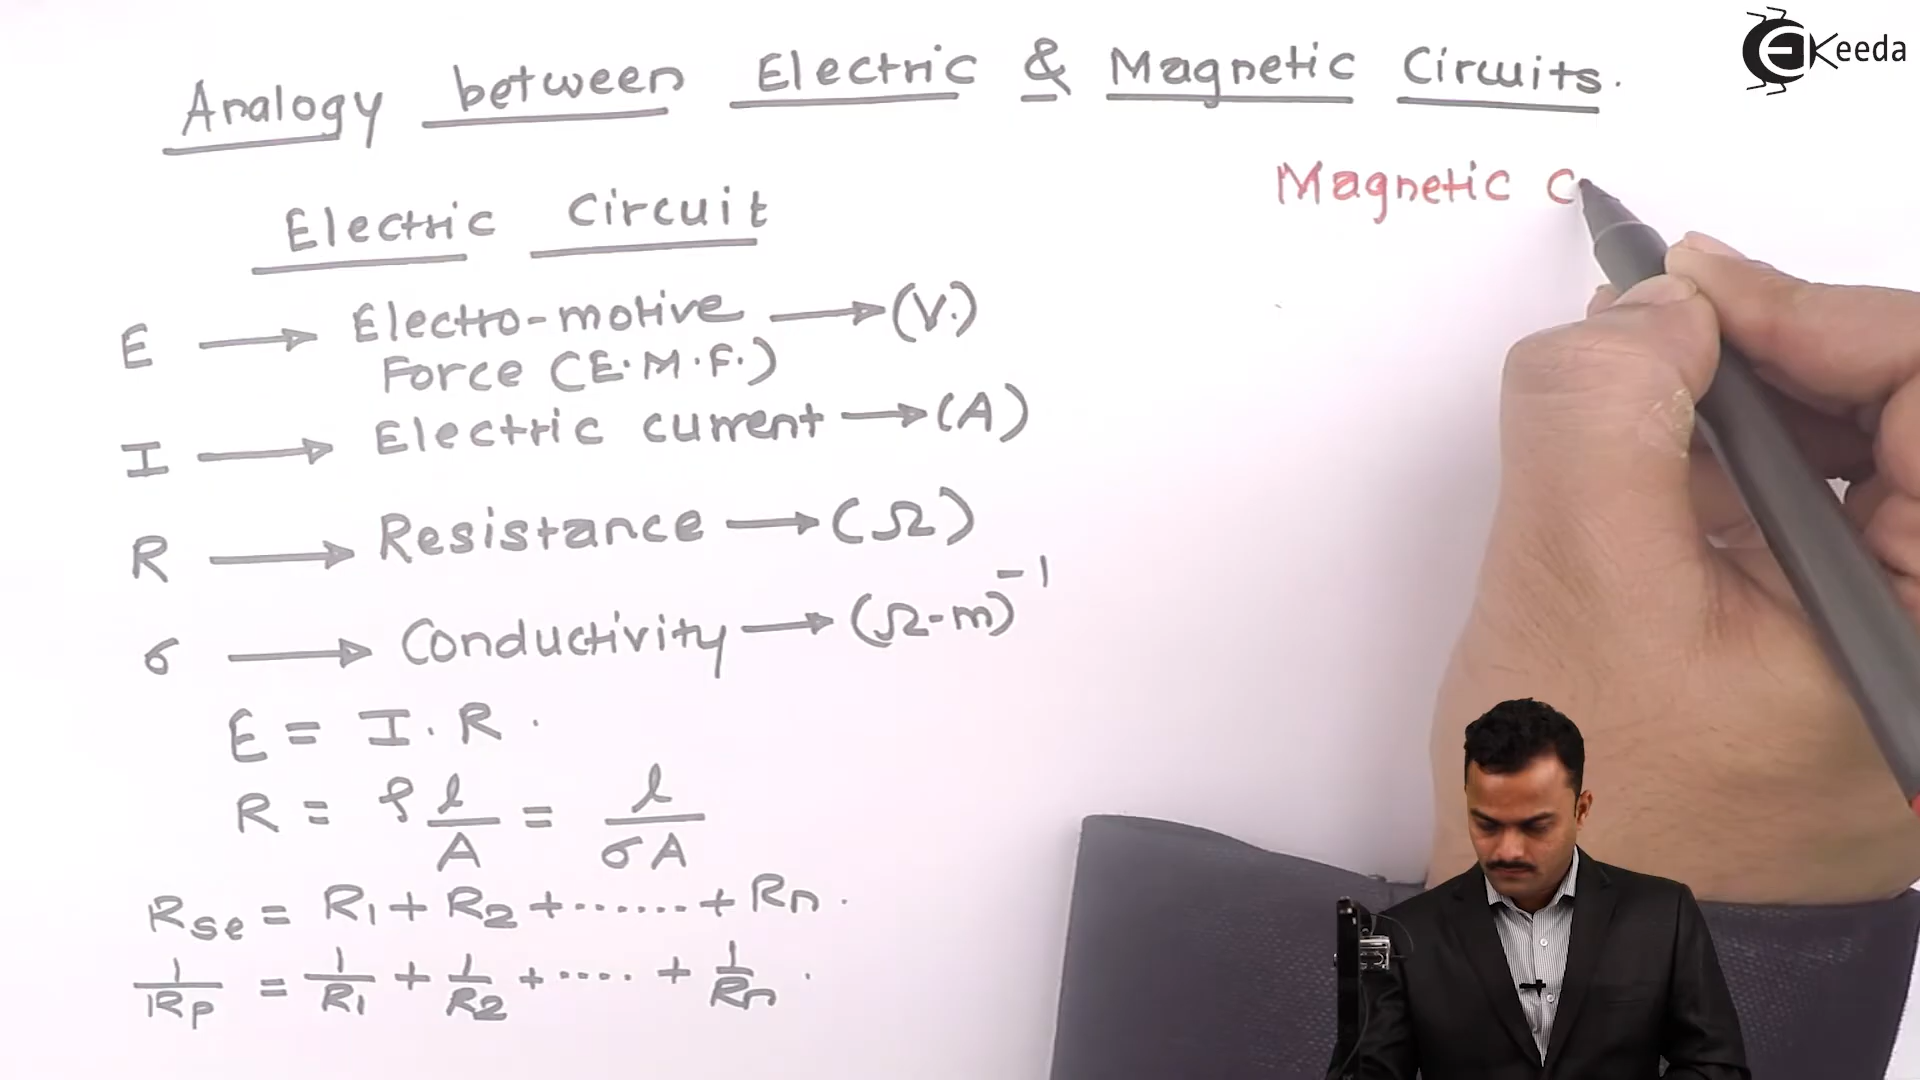 Analogy between Electric & Magnetic Circuits.
EKeeda
Electric Circuit
E → Electro-motive Force (E.M.F.) → (V.)
I → Electric current → (A)
R → Resistance → (Ω)
σ → Conductivity → (Ω-m)⁻¹
E = I . R .
R = ρ l/A = l/σA
Rse = R1 + R2 + ...... + Rn .
1/Rp = 1/R1 + 1/R2 + .... + 1/Rn .
Magnetic C